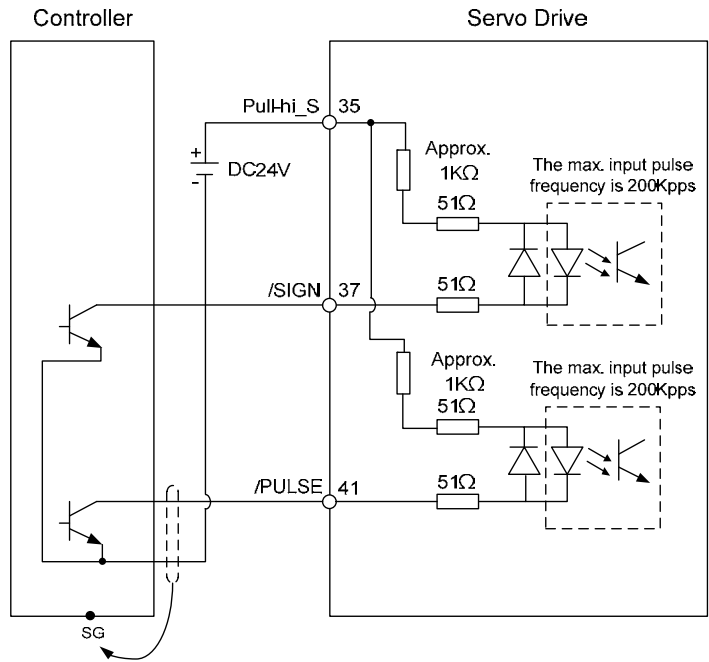 Controller
Servo Drive
Pull-hi_S
35
+
DC24V
-
Approx.
1KΩ
51Ω
The max. input pulse
frequency is 200Kpps
/SIGN
37
51Ω
Approx.
1KΩ
51Ω
The max. input pulse
frequency is 200Kpps
/PULSE
41
51Ω
SG